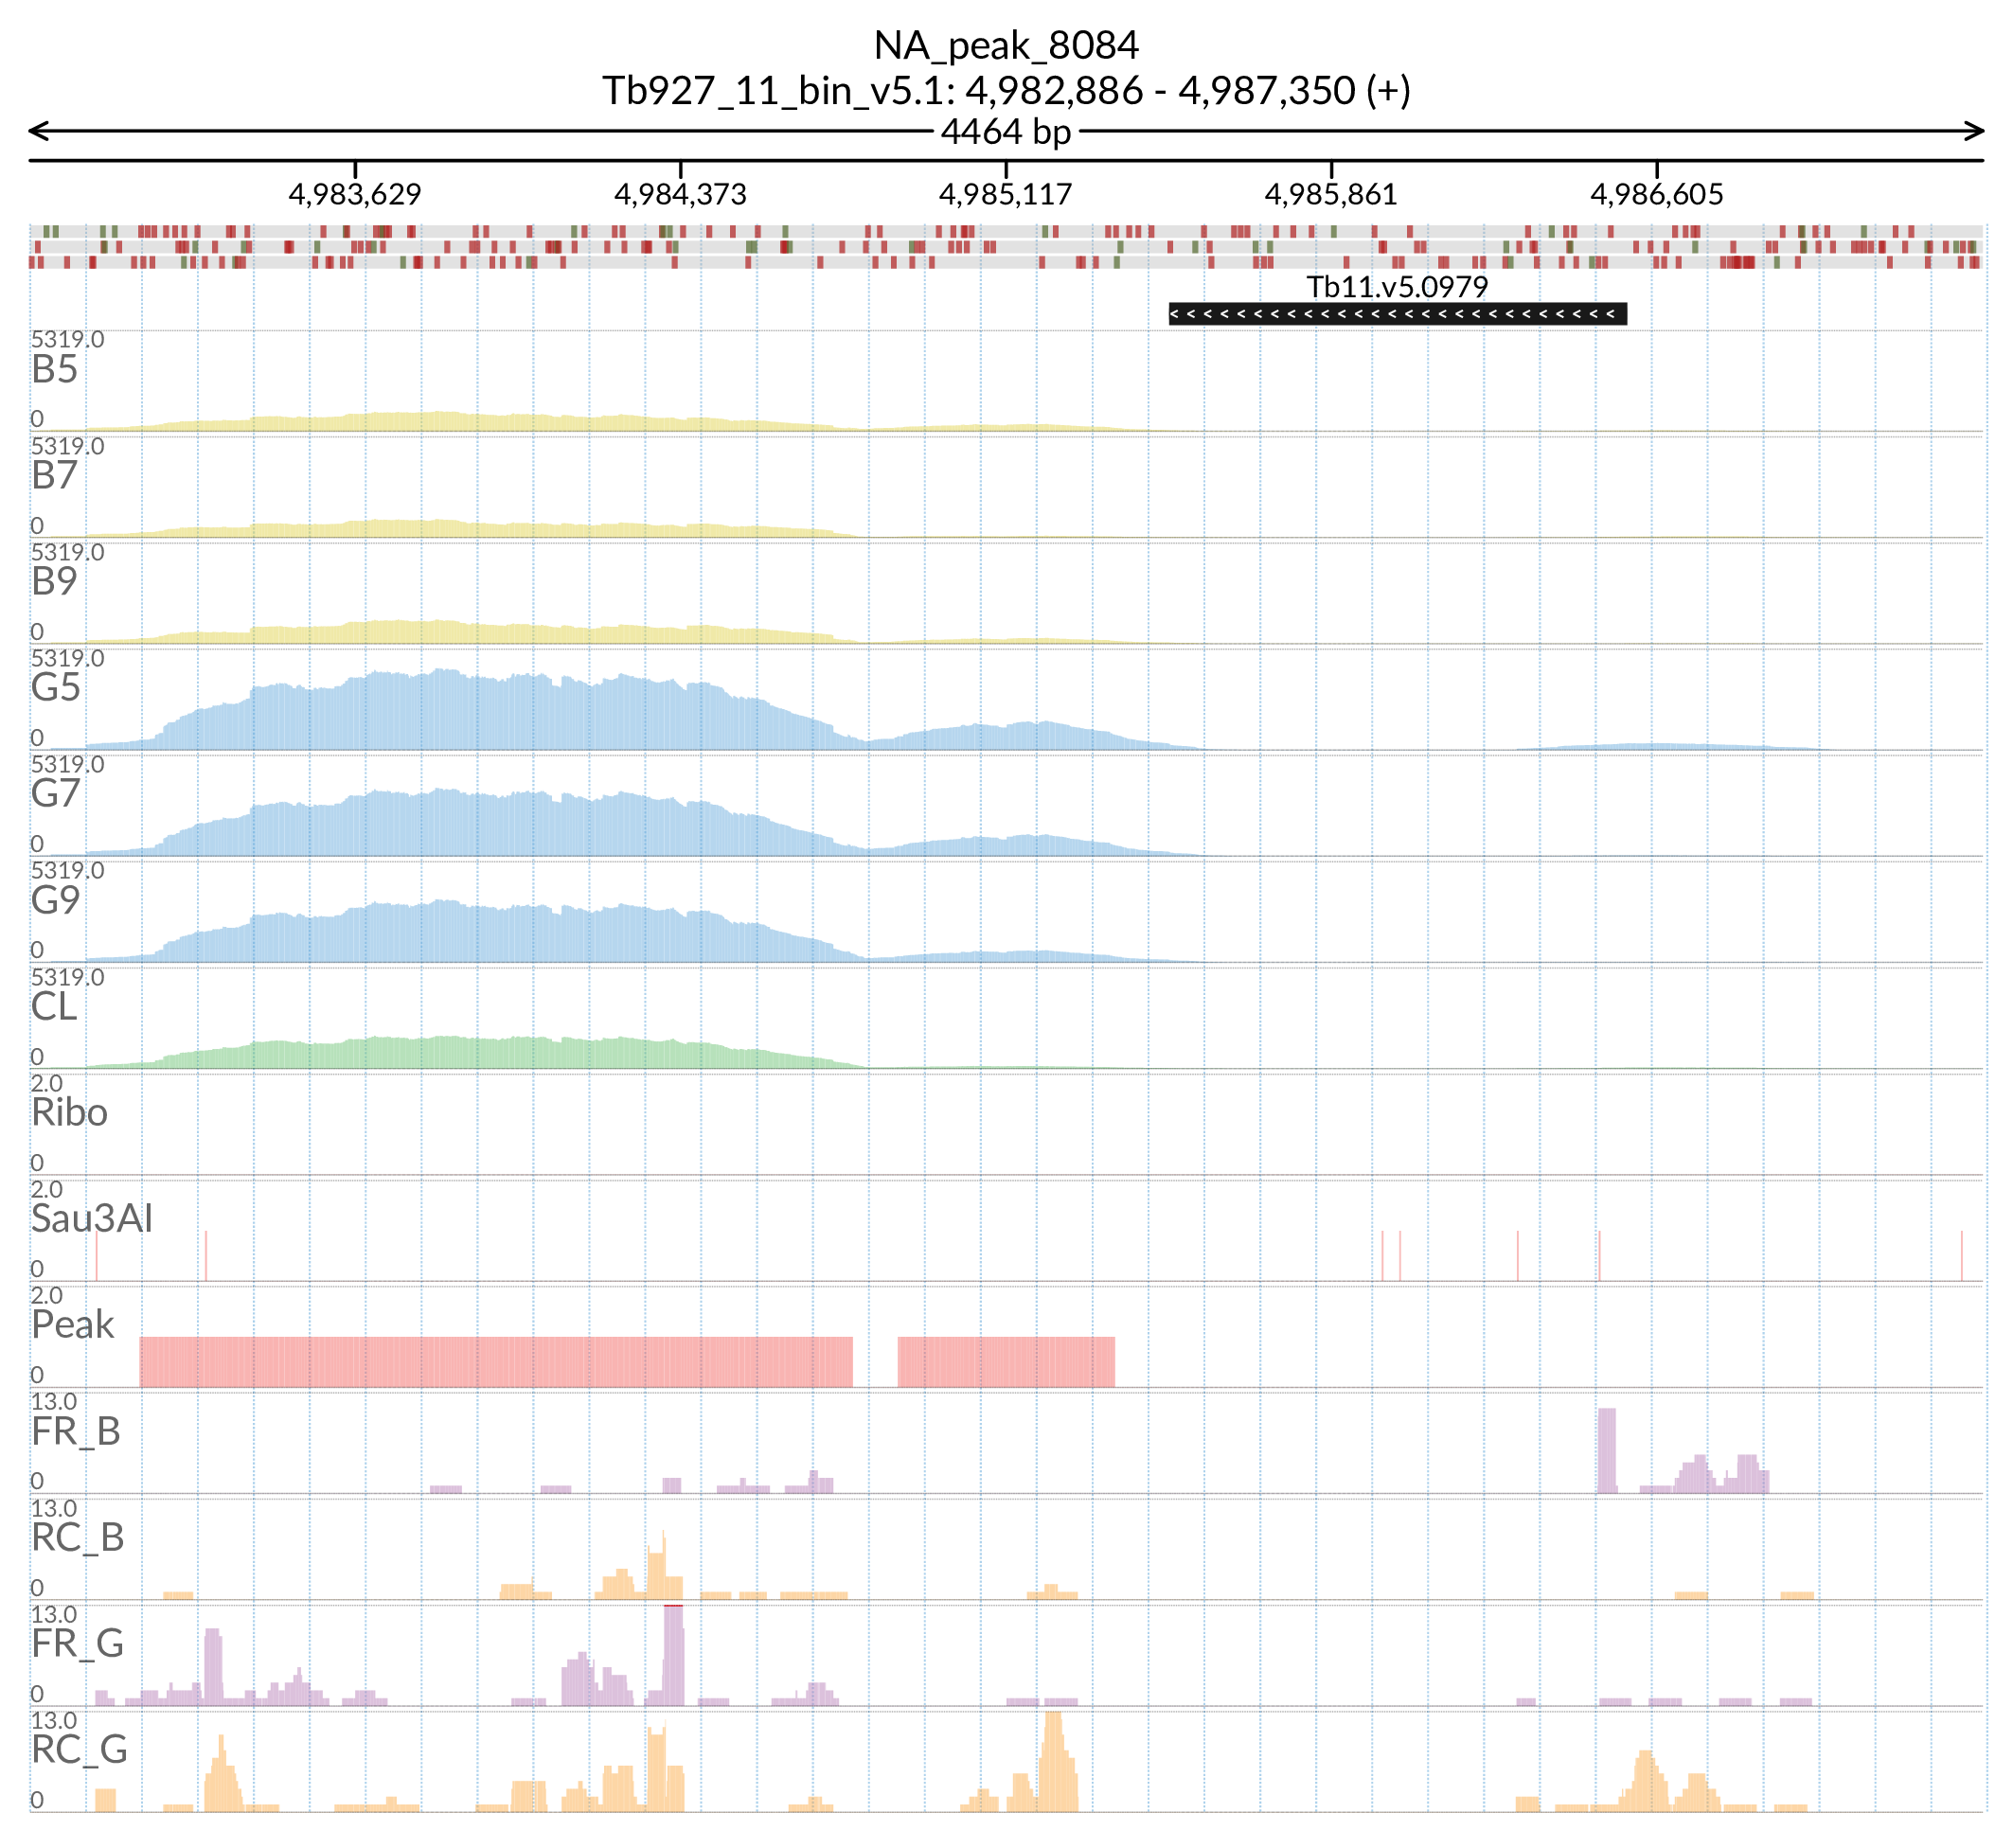 NA_peak_8084
Tb927_11_bin_v5.1: 4,982,886 - 4,987,350 (+)
4464 bp
4,983,629 4,984,373 4,985,117 4,985,861 4,986,605
Tb11.v5.0979
5319.0
B5
0
5319.0
B7
0
5319.0
B9
0
5319.0
G5
0
5319.0
G7
0
5319.0
G9
0
5319.0
CL
0
2.0
Ribo
0
2.0
Sau3AI
0
2.0
Peak
0
13.0
FR_B
0
13.0
RC_B
0
13.0
FR_G
0
13.0
RC_G
0